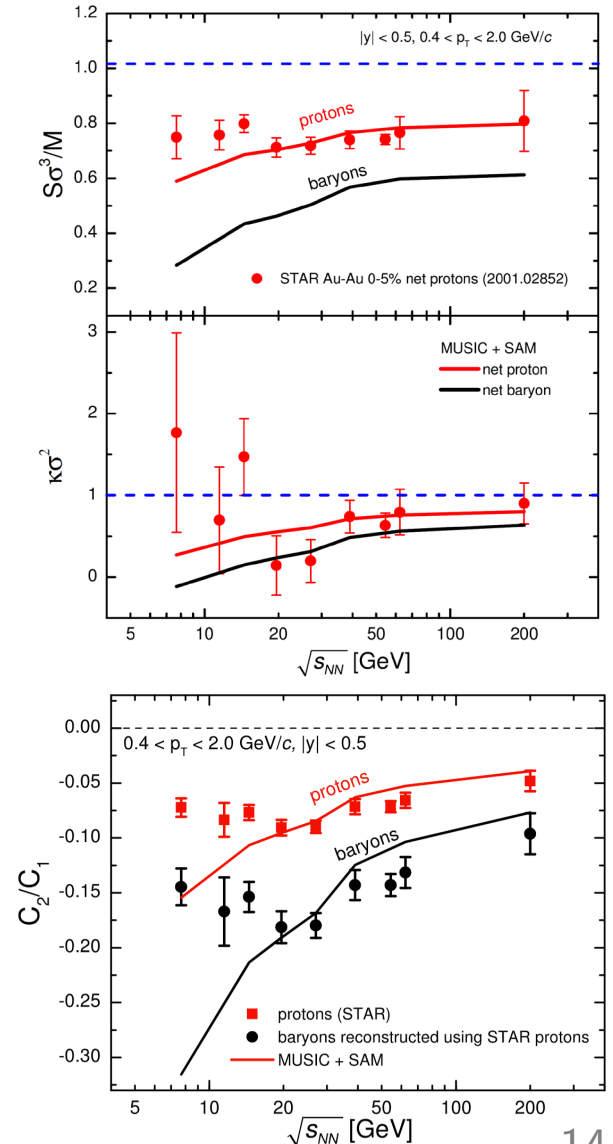 1.2
|y| < 0.5, 0.4 < p_T < 2.0 GeV/c
1.0
protons
0.8
Sσ³/M
0.6
baryons
0.4
STAR Au-Au 0-5% net protons (2001.02852)
0.2
3
MUSIC + SAM
net proton
net baryon
2
κσ²
1
0
5 10 20 50 100 200
√s_NN [GeV]
0.00
0.4 < p_T < 2.0 GeV/c, |y| < 0.5
-0.05
protons
-0.10
baryons
-0.15
C₂/C₁
-0.20
-0.25
protons (STAR)
baryons reconstructed using STAR protons
-0.30
MUSIC + SAM
5 10 20 50 100 200
√s_NN [GeV]
14